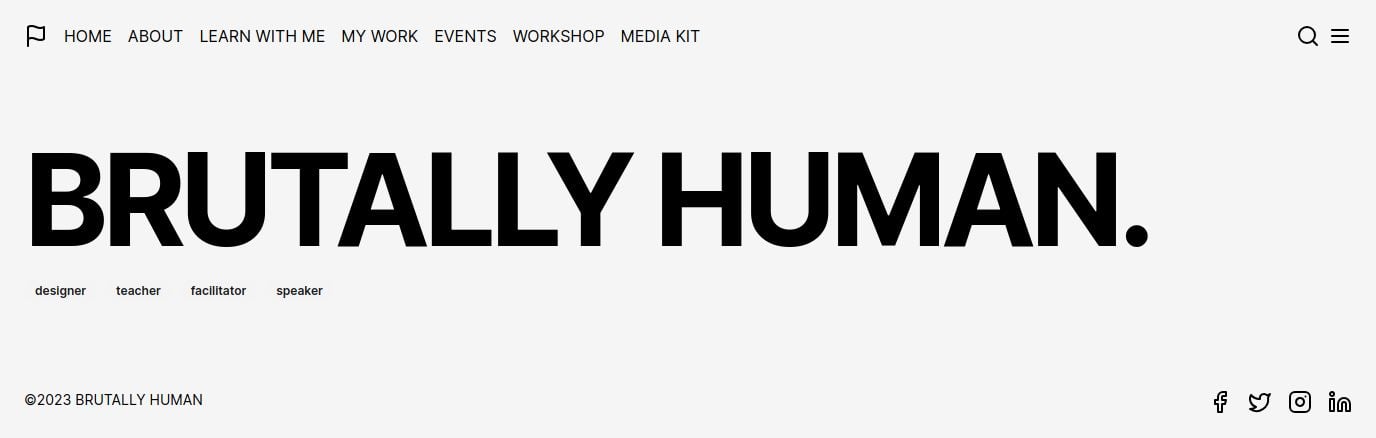 HOME ABOUT LEARN WITH ME MY WORK EVENTS WORKSHOP MEDIA KIT
BRUTALLY HUMAN.
designer teacher facilitator speaker
©2023 BRUTALLY HUMAN